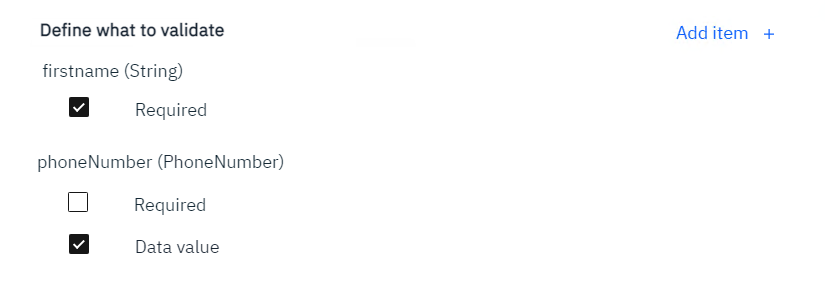 Define what to validate
Add item +
firstname (String)
Required
phoneNumber (PhoneNumber)
Required
Data value